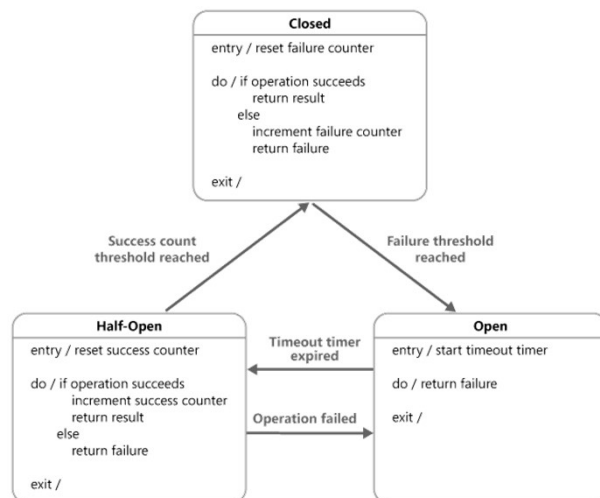 Closed
entry / reset failure counter
do / if operation succeeds
return result
else
increment failure counter
return failure
exit /
Success count
threshold reached
Failure threshold
reached
Half-Open
entry / reset success counter
do / if operation succeeds
increment success counter
return result
else
return failure
exit /
Timeout timer
expired
Operation failed
Open
entry / start timeout timer
do / return failure
exit /